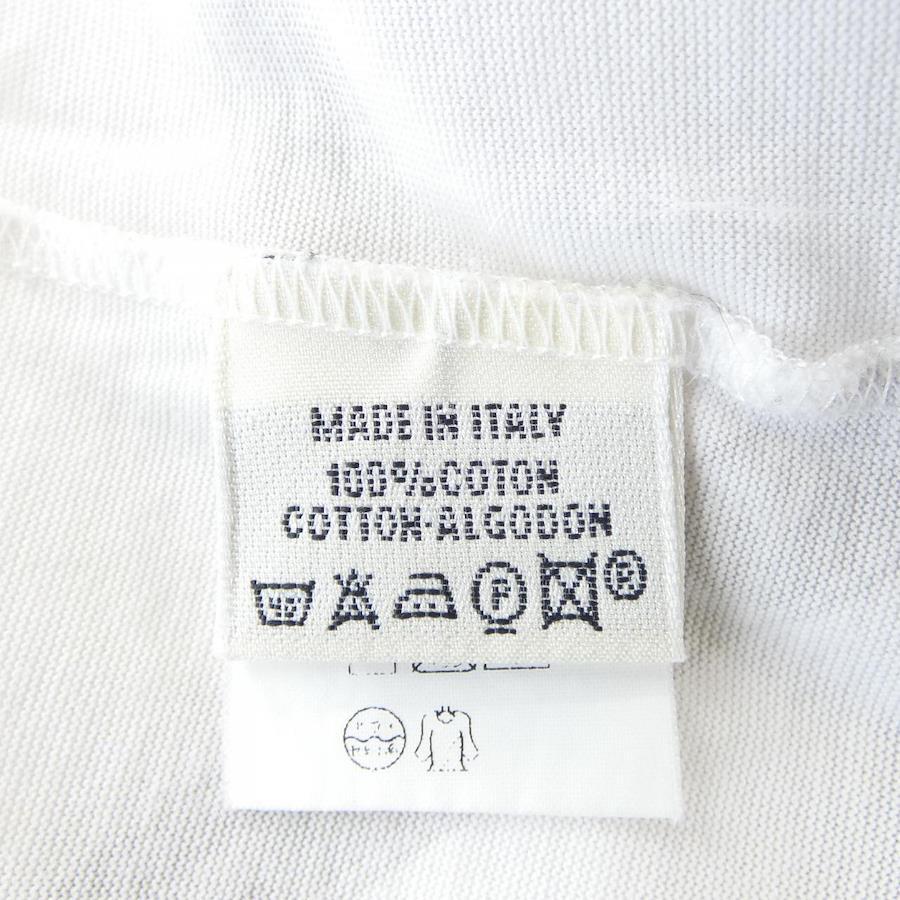 MADE IN ITALY
100%COTON
COTTON-ALGODON
P
®